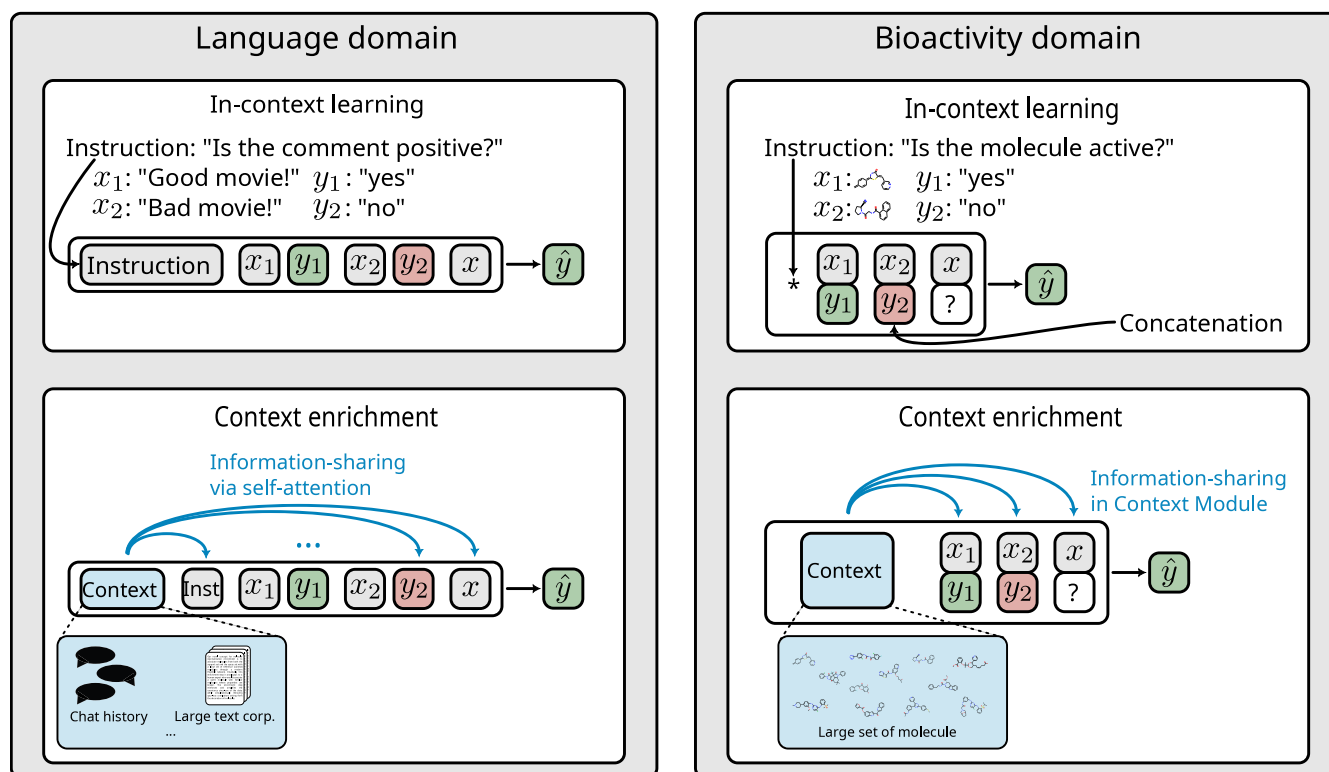 Language domain
In-context learning
Instruction: "Is the comment positive?"
x₁: "Good movie!" y₁: "yes"
x₂: "Bad movie!" y₂: "no"
Instruction x₁ y₁ x₂ y₂ x ŷ
Context enrichment
Information-sharing
via self-attention
...
Context Inst x₁ y₁ x₂ y₂ x ŷ
Chat history Large text corp.
...
Bioactivity domain
In-context learning
Instruction: "Is the molecule active?"
x₁: y₁: "yes"
x₂: y₂: "no"
x₁ x₂ x
* ŷ
y₁ y₂ ?
Concatenation
Context enrichment
Information-sharing
in Context Module
x₁ x₂ x
Context ŷ
y₁ y₂ ?
Large set of molecule